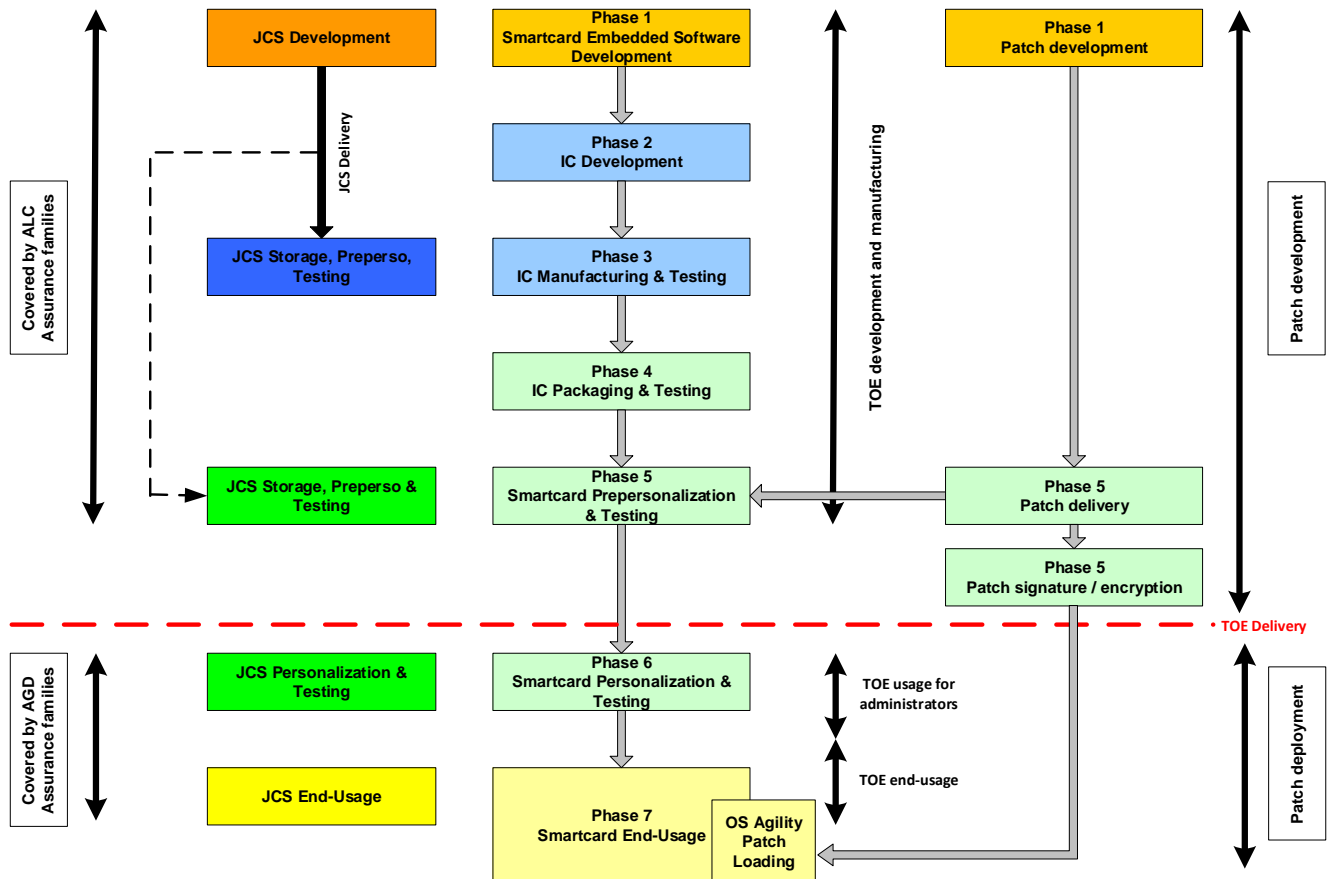 JCS Development
Phase 1
Smartcard Embedded Software
Development
Phase 1
Patch development
JCS Delivery
Phase 2
IC Development
TOE development and manufacturing
Covered by ALC
Assurance families
Patch development
JCS Storage, Preperso,
Testing
Phase 3
IC Manufacturing & Testing
Phase 4
IC Packaging & Testing
JCS Storage, Preperso &
Testing
Phase 5
Smartcard Prepersonalization
& Testing
Phase 5
Patch delivery
Phase 5
Patch signature / encryption
TOE Delivery
Covered by AGD
Assurance families
JCS Personalization &
Testing
Phase 6
Smartcard Personalization &
Testing
TOE usage for
administrators
Patch deployment
JCS End-Usage
Phase 7
Smartcard End-Usage
TOE end-usage
OS Agility
Patch
Loading